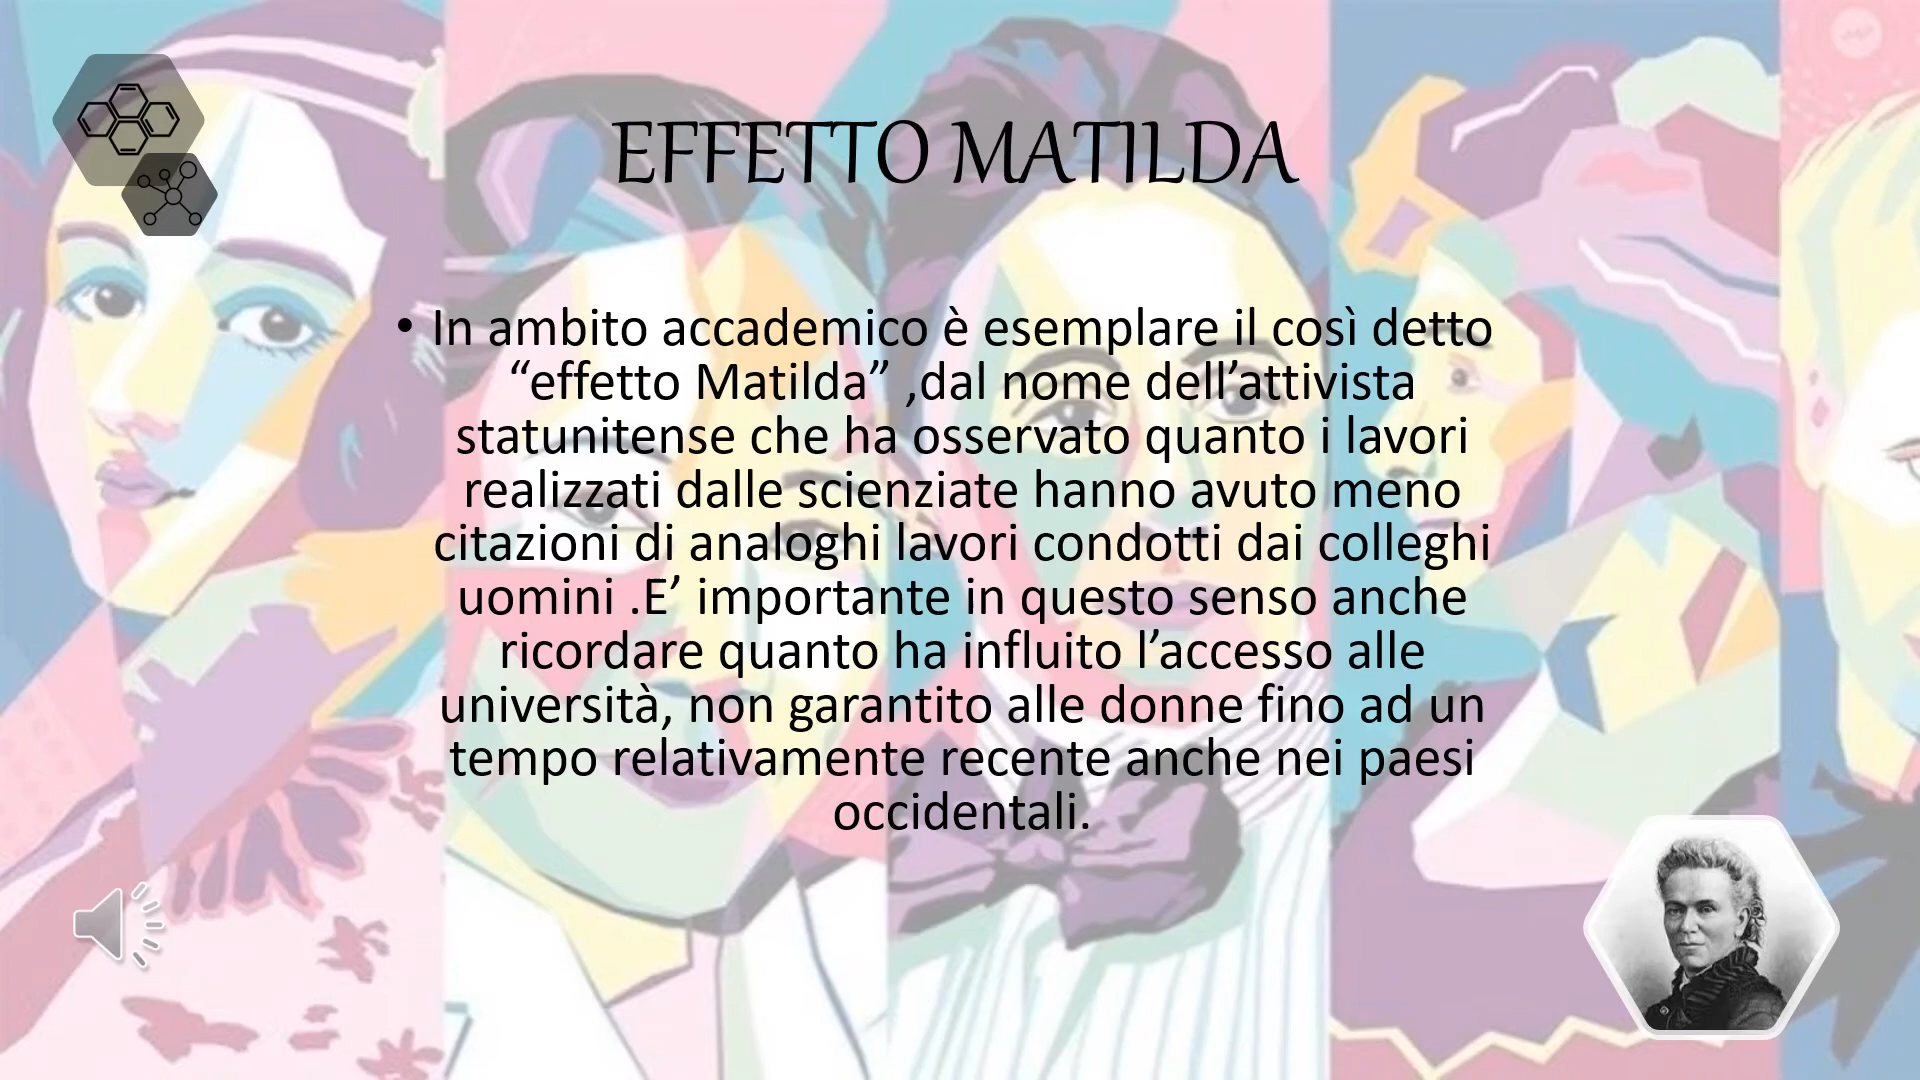 EFFETTO MATILDA
• In ambito accademico è esemplare il così detto
“effetto Matilda” ,dal nome dell’attivista
statunitense che ha osservato quanto i lavori
realizzati dalle scienziate hanno avuto meno
citazioni di analoghi lavori condotti dai colleghi
uomini .E’ importante in questo senso anche
ricordare quanto ha influito l’accesso alle
università, non garantito alle donne fino ad un
tempo relativamente recente anche nei paesi
occidentali.